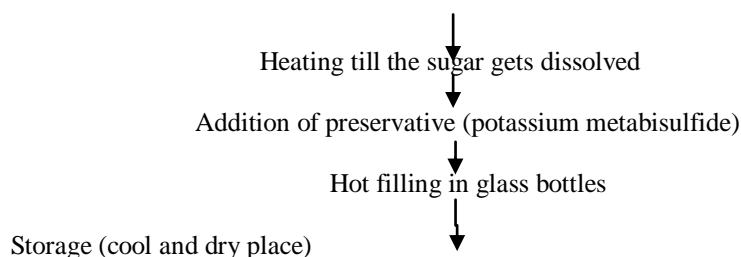 Heating till the sugar gets dissolved
Addition of preservative (potassium metabisulfide)
Hot filling in glass bottles
Storage (cool and dry place)